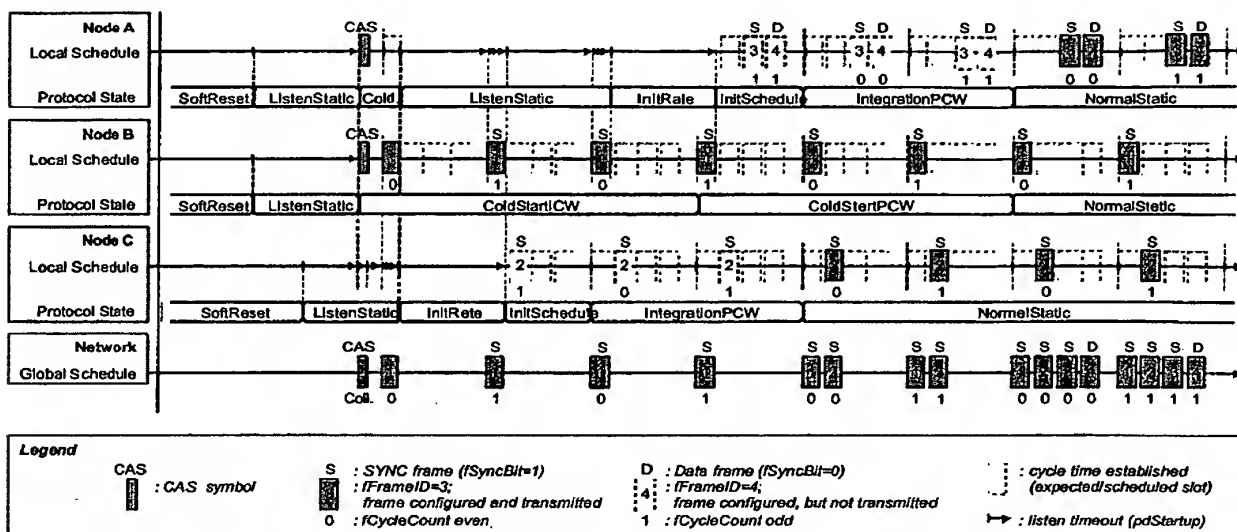 Node A
Local Schedule
Protocol State
CAS
S D S D S D S D S D
3 4 3 4 3 4
1 1 0 0 1 1 0 0 1 1
SoftReset ListenStatic Cold ListenStatic InitRate InitSchedule IntegrationPCW NormalStatic
Node B
Local Schedule
Protocol State
CAS S S S S S S S
0 1 0 1 0 1 0 1
SoftReset ListenStatic ColdStartICW ColdStartPCW NormalStatic
Node C
Local Schedule
Protocol State
S S S S S S S
2 2 2
1 0 1 0 1 0 1
SoftReset ListenStatic InitRate InitSchedule IntegrationPCW NormalStatic
Network
Global Schedule
CAS S S S S S S S S S S S D S S S D
Coll. 0 1 0 1 0 0 1 1 0 0 0 0 1 1 1 1
Legend
CAS
: CAS symbol
S : SYNC frame (fSyncBit=1)
3 : fFrameID=3;
frame configured and transmitted
0 : fCycleCount even
D : Data frame (fSyncBit=0)
4 : fFrameID=4;
frame configured, but not transmitted
1 : fCycleCount odd
: cycle time established
(expected/scheduled slot)
: listen timeout (pdStartup)